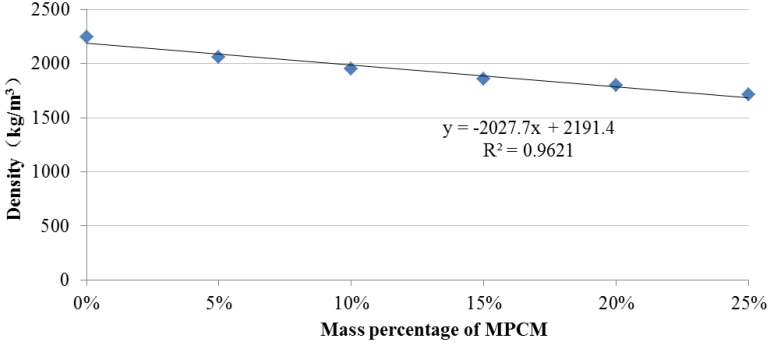 2500
2000
1500
1000
500
0
Density（kg/m³）
y = -2027.7x + 2191.4
R² = 0.9621
0% 5% 10% 15% 20% 25%
Mass percentage of MPCM